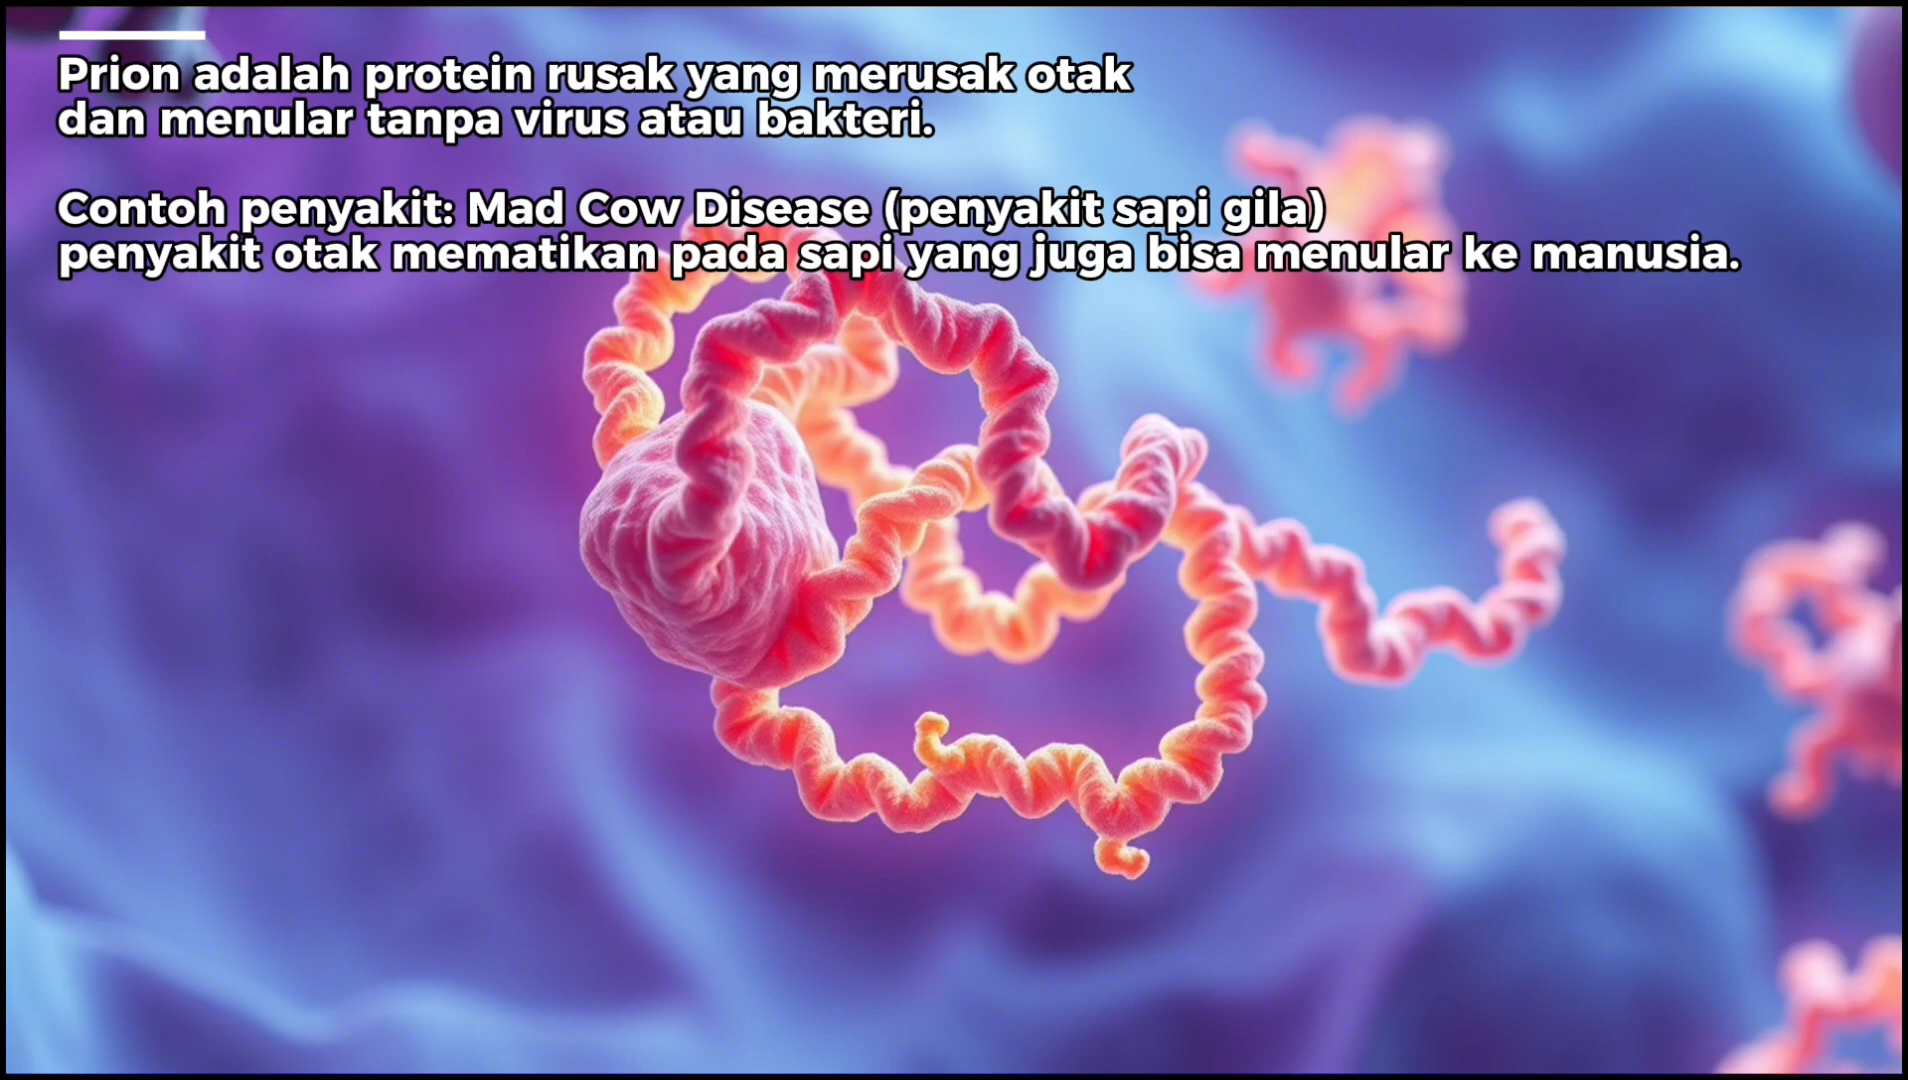 Prion adalah protein rusak yang merusak otak
dan menular tanpa virus atau bakteri.
Contoh penyakit: Mad Cow Disease (penyakit sapi gila)
penyakit otak mematikan pada sapi yang juga bisa menular ke manusia.